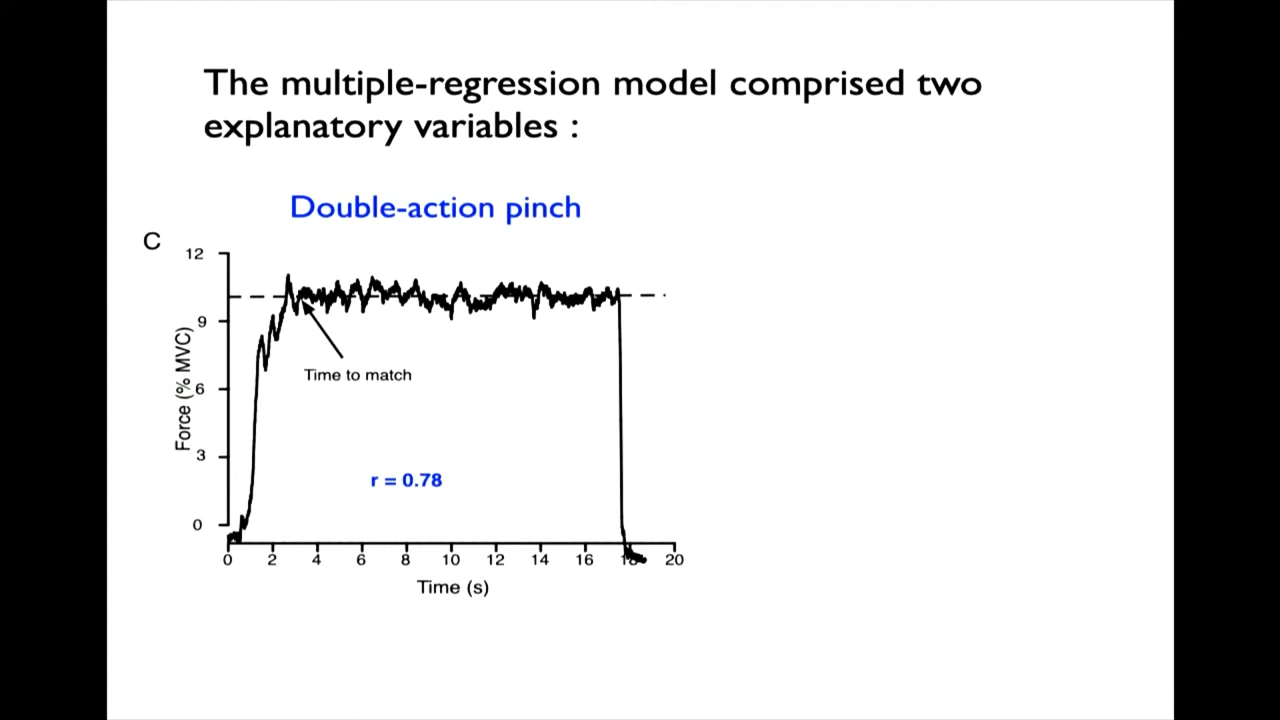 The multiple-regression model comprised two
explanatory variables :
Double-action pinch
C
12
9
6
3
0
Force (% MVC)
Time to match
r = 0.78
0 2 4 6 8 10 12 14 16 18 20
Time (s)